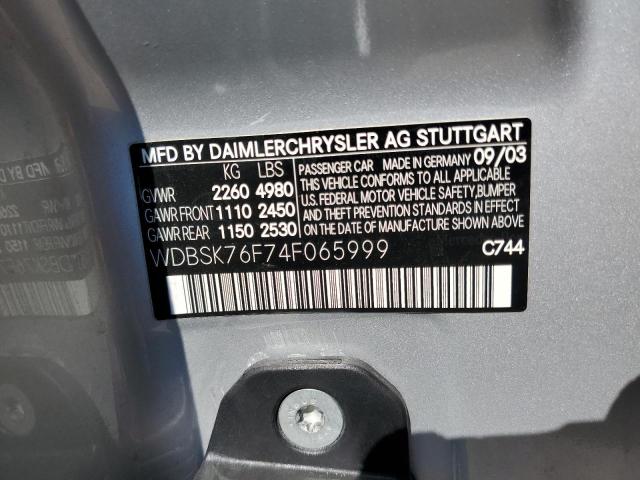 MFD BY DAIMLERCHRYSLER AG STUTTGART
KG LBS
GVWR 2260 4980
GAWR FRONT 1110 2450
GAWR REAR 1150 2530
PASSENGER CAR MADE IN GERMANY 09/03
THIS VEHICLE CONFORMS TO ALL APPLICABLE
U.S. FEDERAL MOTOR VEHICLE SAFETY, BUMPER
AND THEFT PREVENTION STANDARDS IN EFFECT
ON THE DATE OF MANUFACTURE SHOWN ABOVE
WDBSK76F74F065999
C744